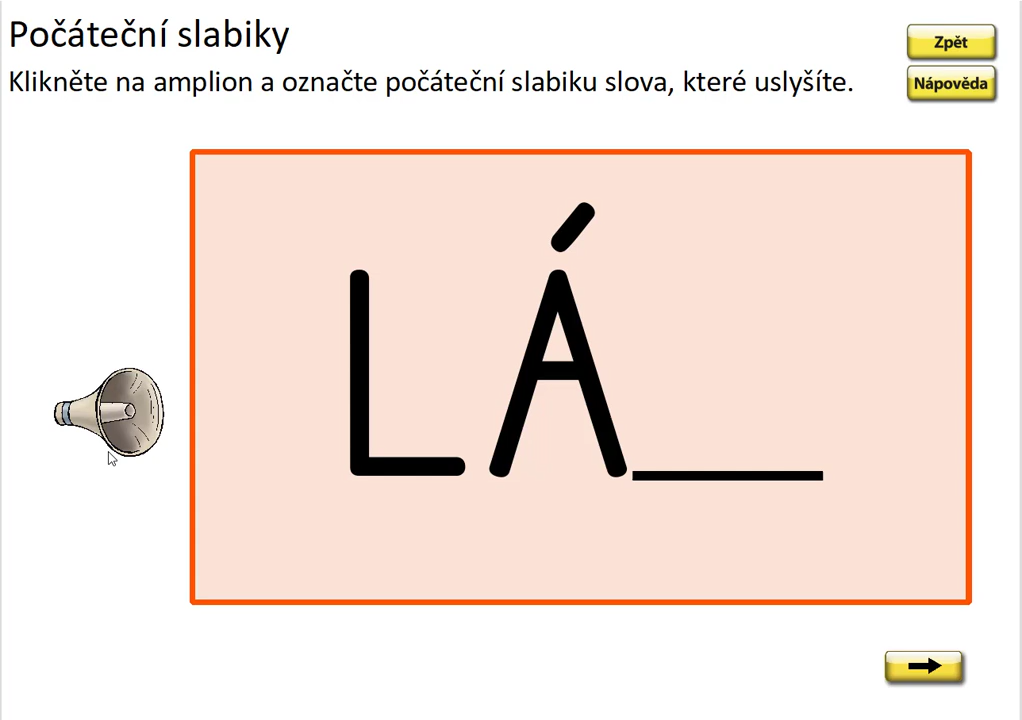 Počáteční slabiky
Klikněte na amplion a označte počáteční slabiku slova, které uslyšíte.
Zpět
Nápověda
LÁ__